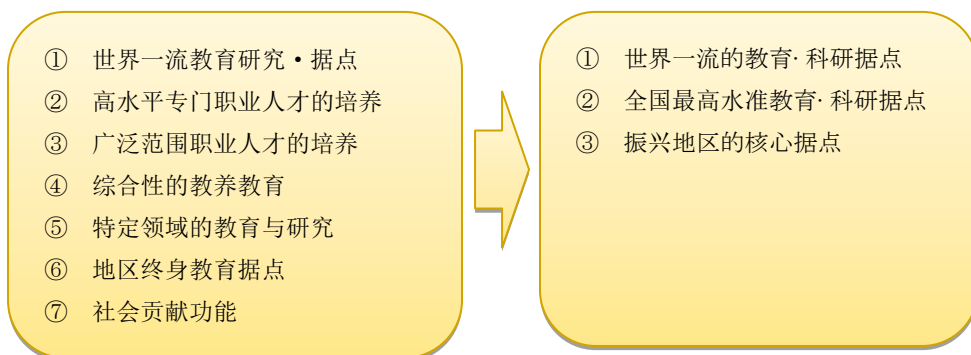 ① 世界一流教育研究·据点
② 高水平专门职业人才的培养
③ 广泛范围职业人才的培养
④ 综合性的教养教育
⑤ 特定领域的教育与研究
⑥ 地区终身教育据点
⑦ 社会贡献功能
① 世界一流的教育·科研据点
② 全国最高水准教育·科研据点
③ 振兴地区的核心据点